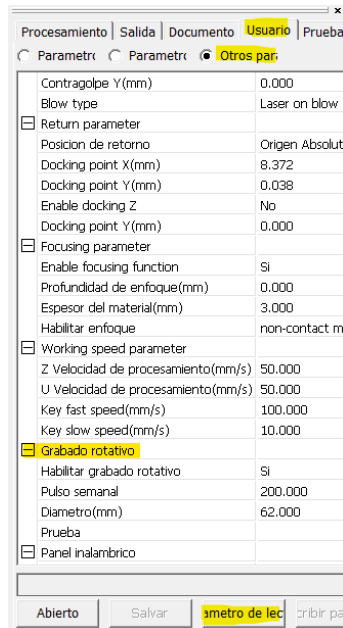 Procesamiento Salida Documento Usuario Prueba
Parametro Parametro Otros par
Contragolpe Y(mm) 0.000
Blow type Laser on blow
Return parameter
Posicion de retorno Origen Absolut
Docking point X(mm) 8.372
Docking point Y(mm) 0.038
Enable docking Z No
Docking point Y(mm) 0.000
Focusing parameter
Enable focusing function Si
Profundidad de enfoque(mm) 0.000
Espesor del material(mm) 3.000
Habilitar enfoque non-contact m
Working speed parameter
Z Velocidad de procesamiento(mm/s) 50.000
U Velocidad de procesamiento(mm/s) 50.000
Key fast speed(mm/s) 100.000
Key slow speed(mm/s) 10.000
Grabado rotativo
Habilitar grabado rotativo Si
Pulso semanal 200.000
Diametro(mm) 62.000
Prueba
Panel inalambrico
Abierto Salvar ametro de lec cribir pa